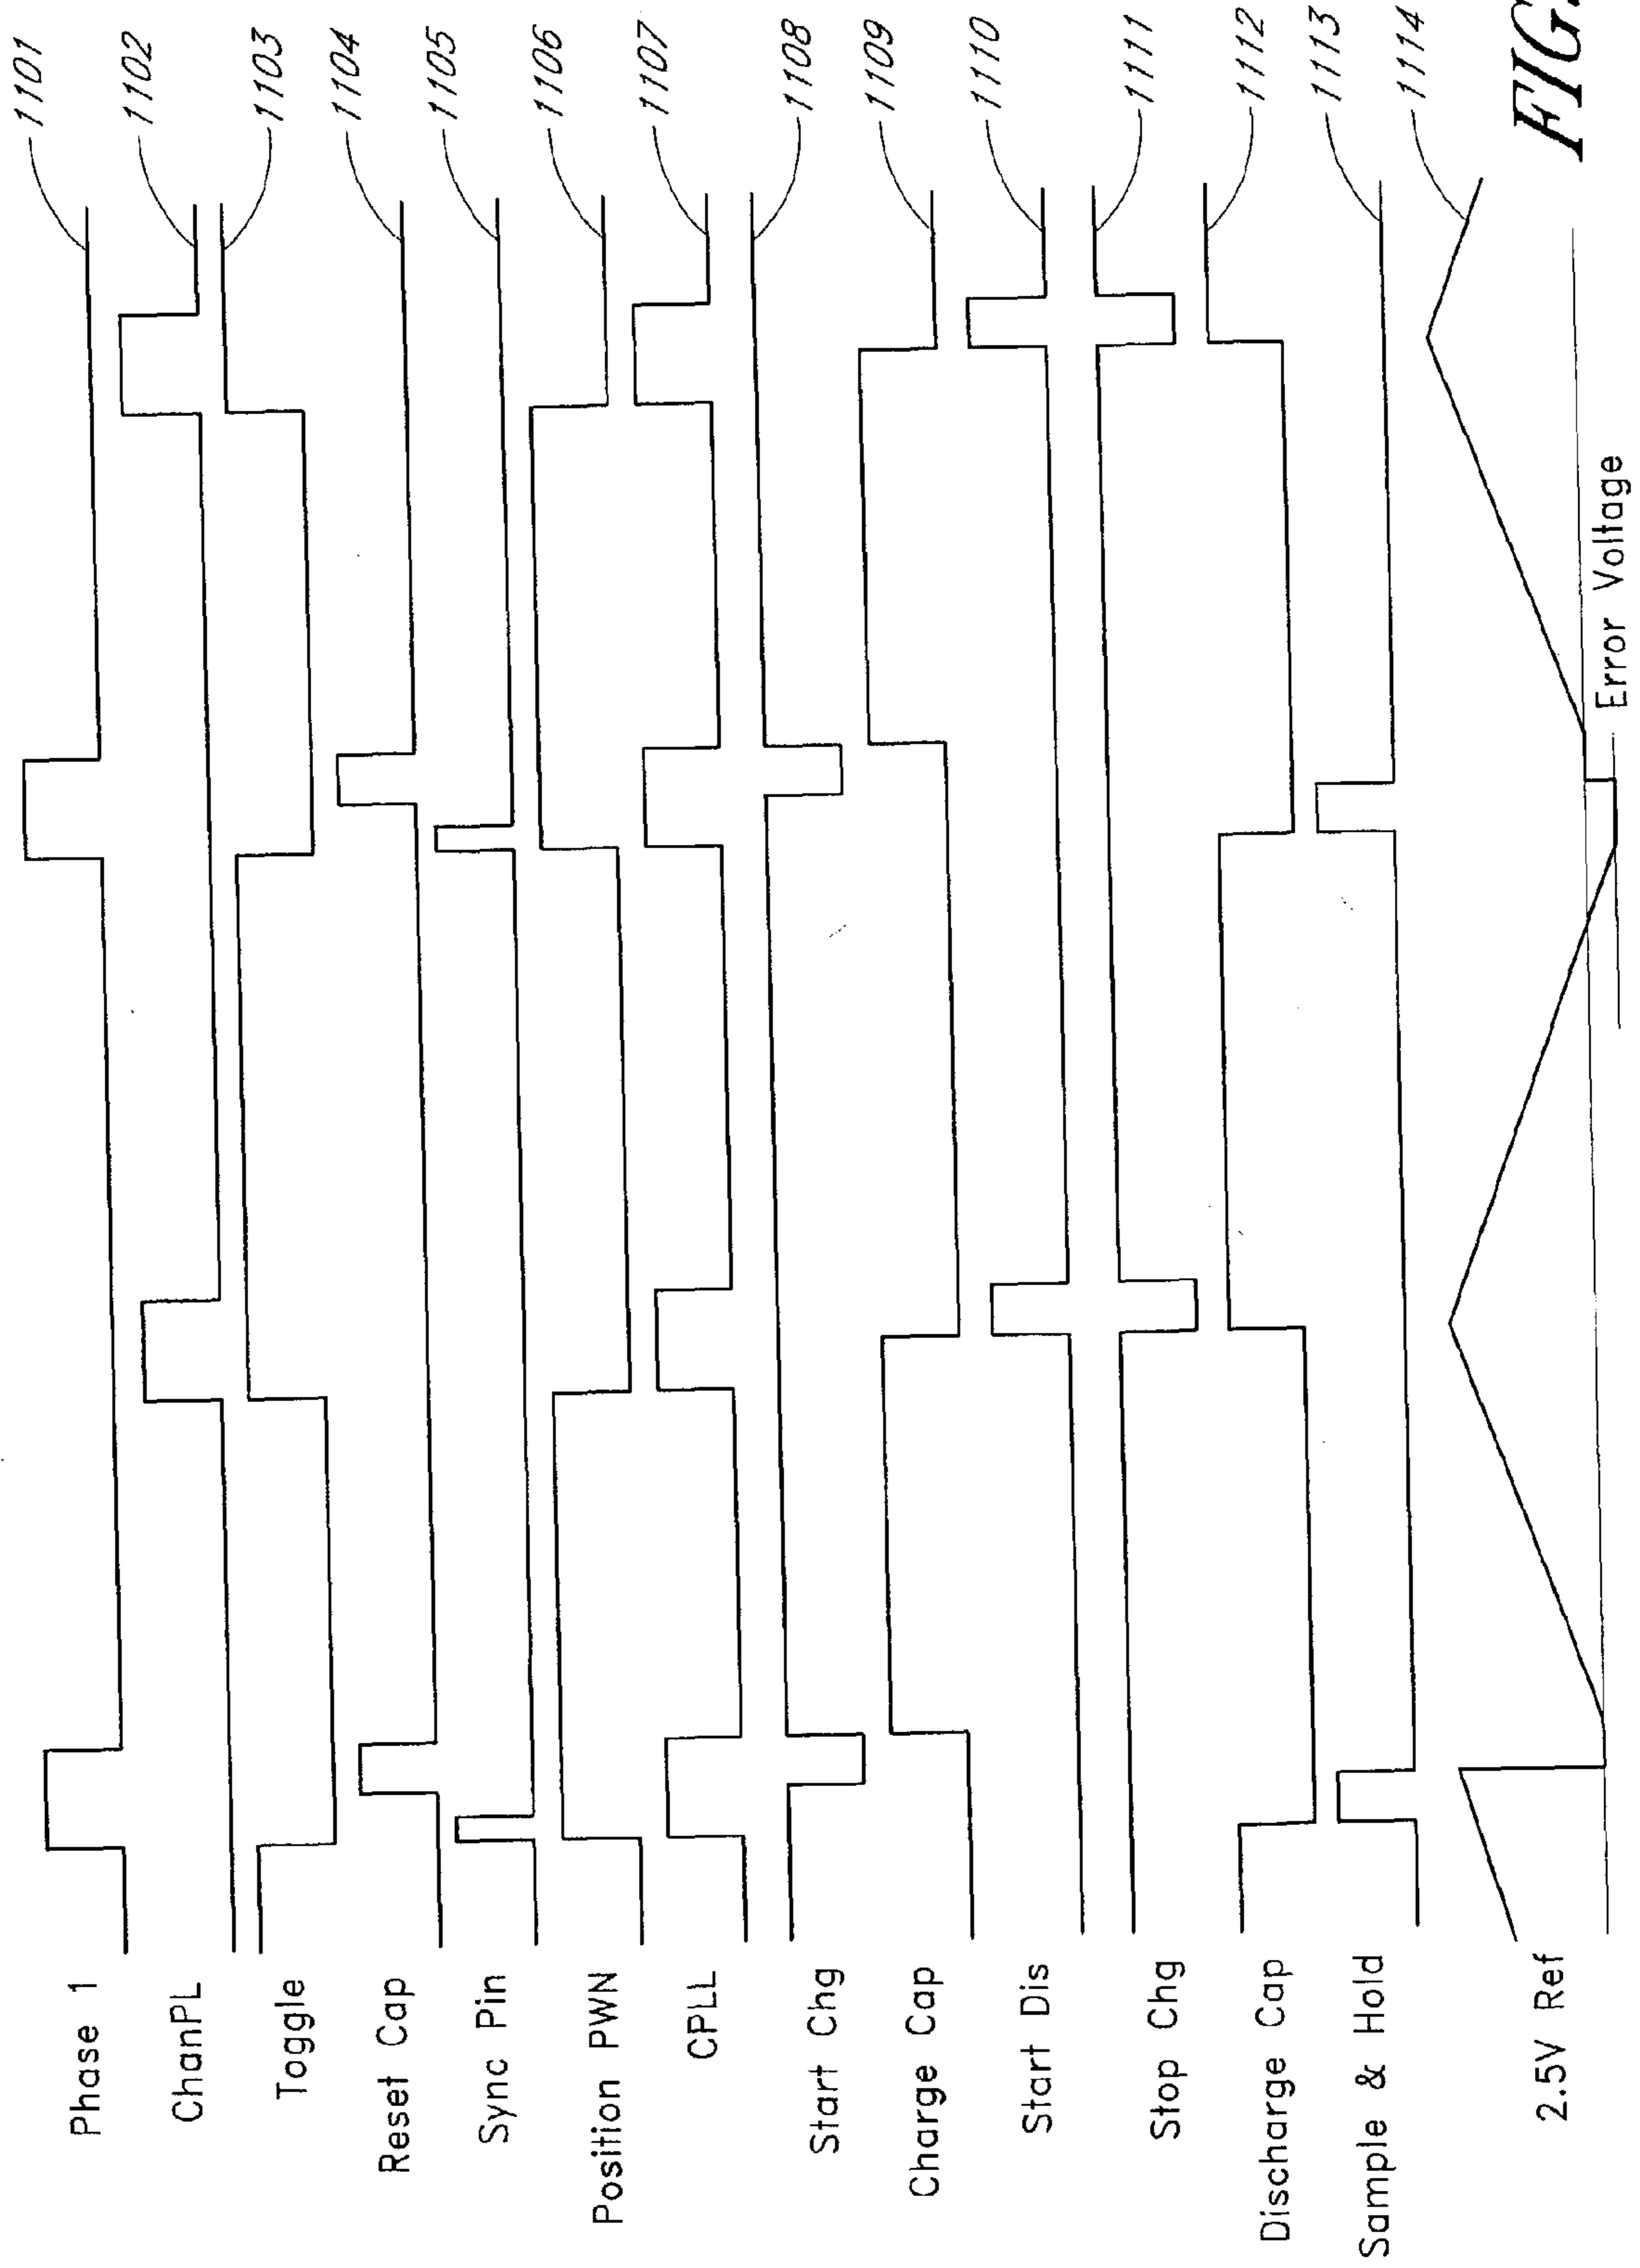 Phase 1
1101
ChanPL
1102
Toggle
1103
Reset Cap
1104
Sync Pin
1105
Position PWN
1106
CPLL
1107
Start Chg
1108
Charge Cap
1109
Start Dis
1110
Stop Chg
1111
Discharge Cap
1112
Sample & Hold
1113
2.5V Ref
1114
Error Voltage
FIG.